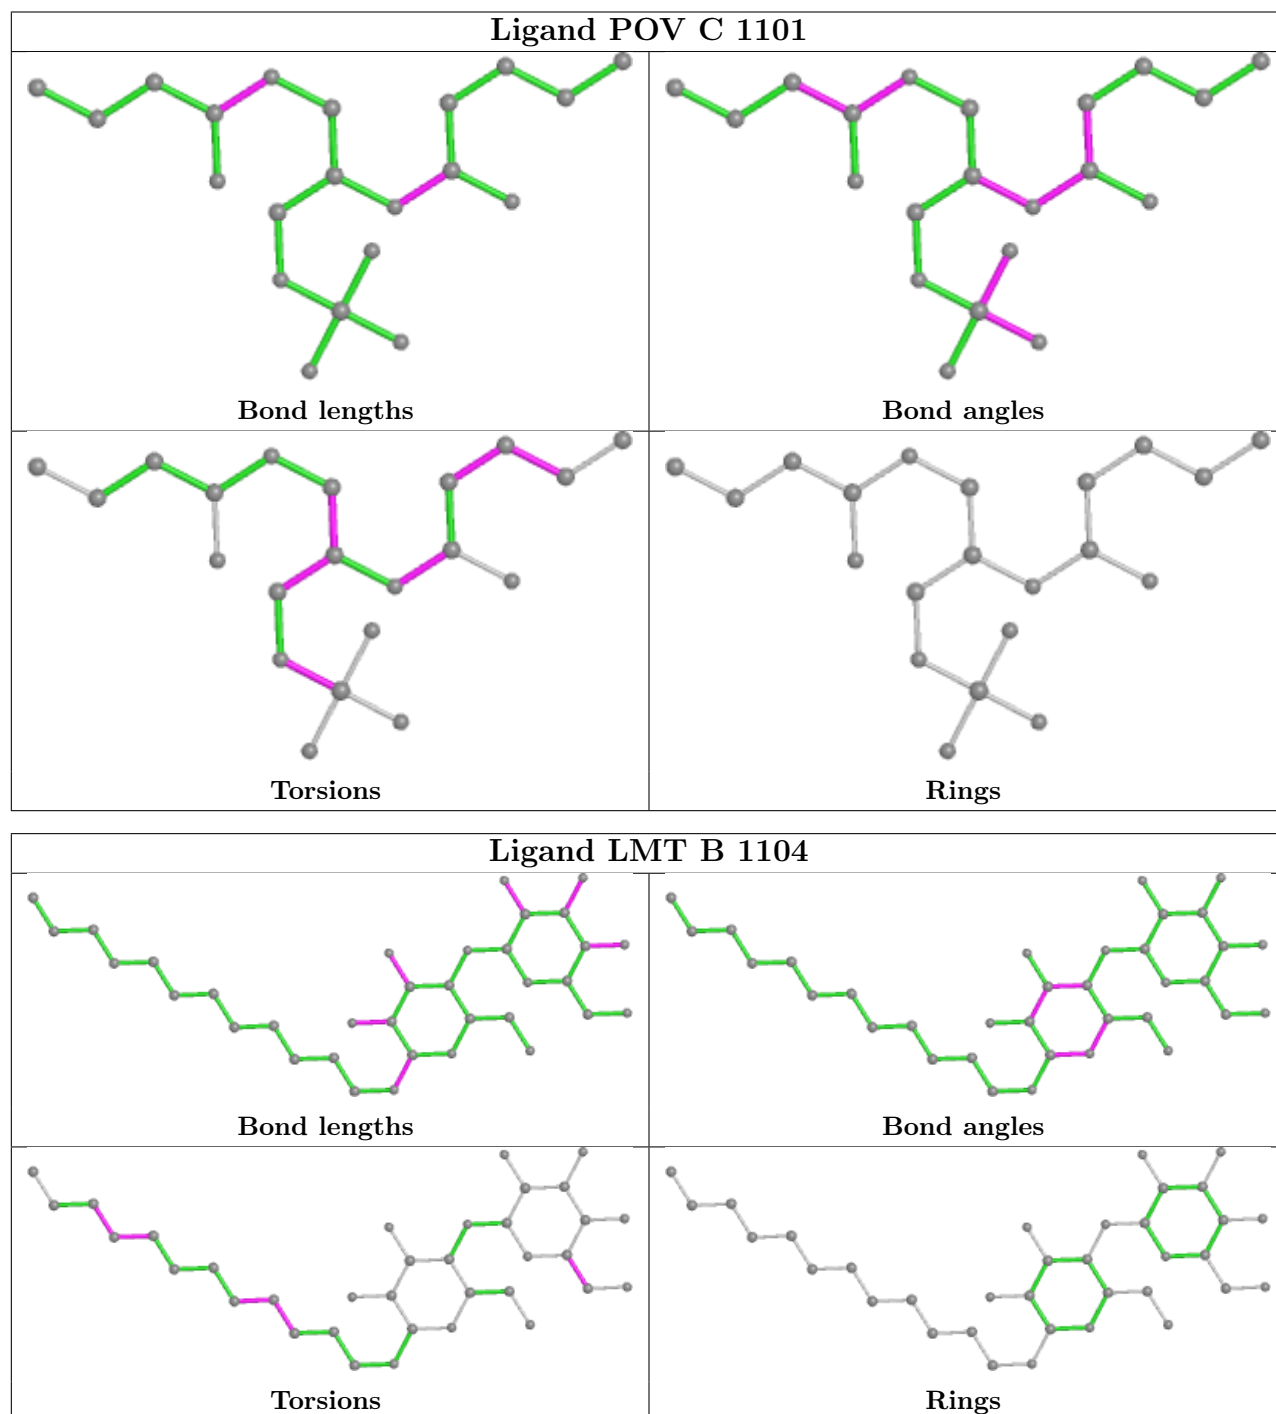 Ligand POV C 1101
Bond lengths
Bond angles
Torsions
Rings
Ligand LMT B 1104
Bond lengths
Bond angles
Torsions
Rings